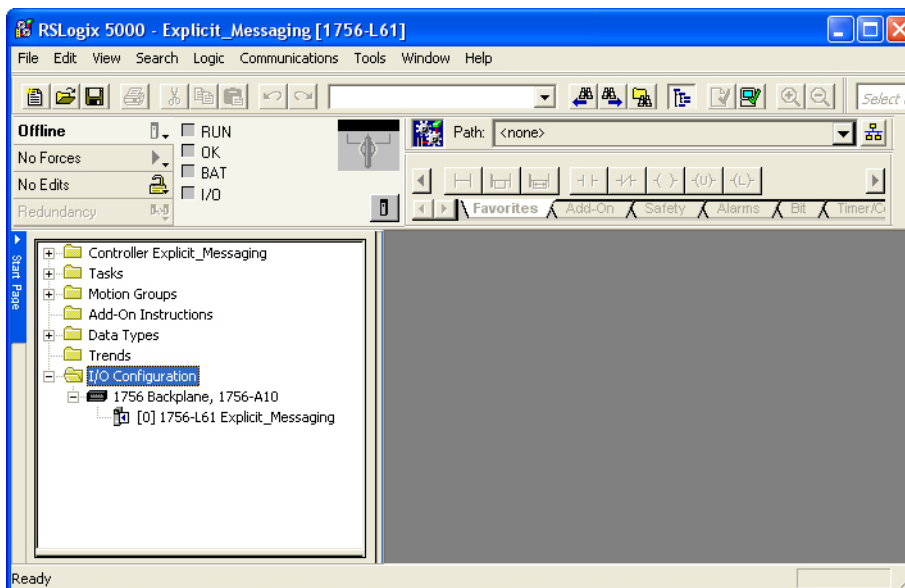 RSLogix 5000 - Explicit_Messaging [1756-L61]
File Edit View Search Logic Communications Tools Window Help
Select
Offline
RUN
No Forces
OK
No Edits
BAT
Redundancy
I/O
Path: <none>
Favorites Add-On Safety Alarms Bit Timer/C
Start Page
Controller Explicit_Messaging
Tasks
Motion Groups
Add-On Instructions
Data Types
Trends
I/O Configuration
1756 Backplane, 1756-A10
[0] 1756-L61 Explicit_Messaging
Ready